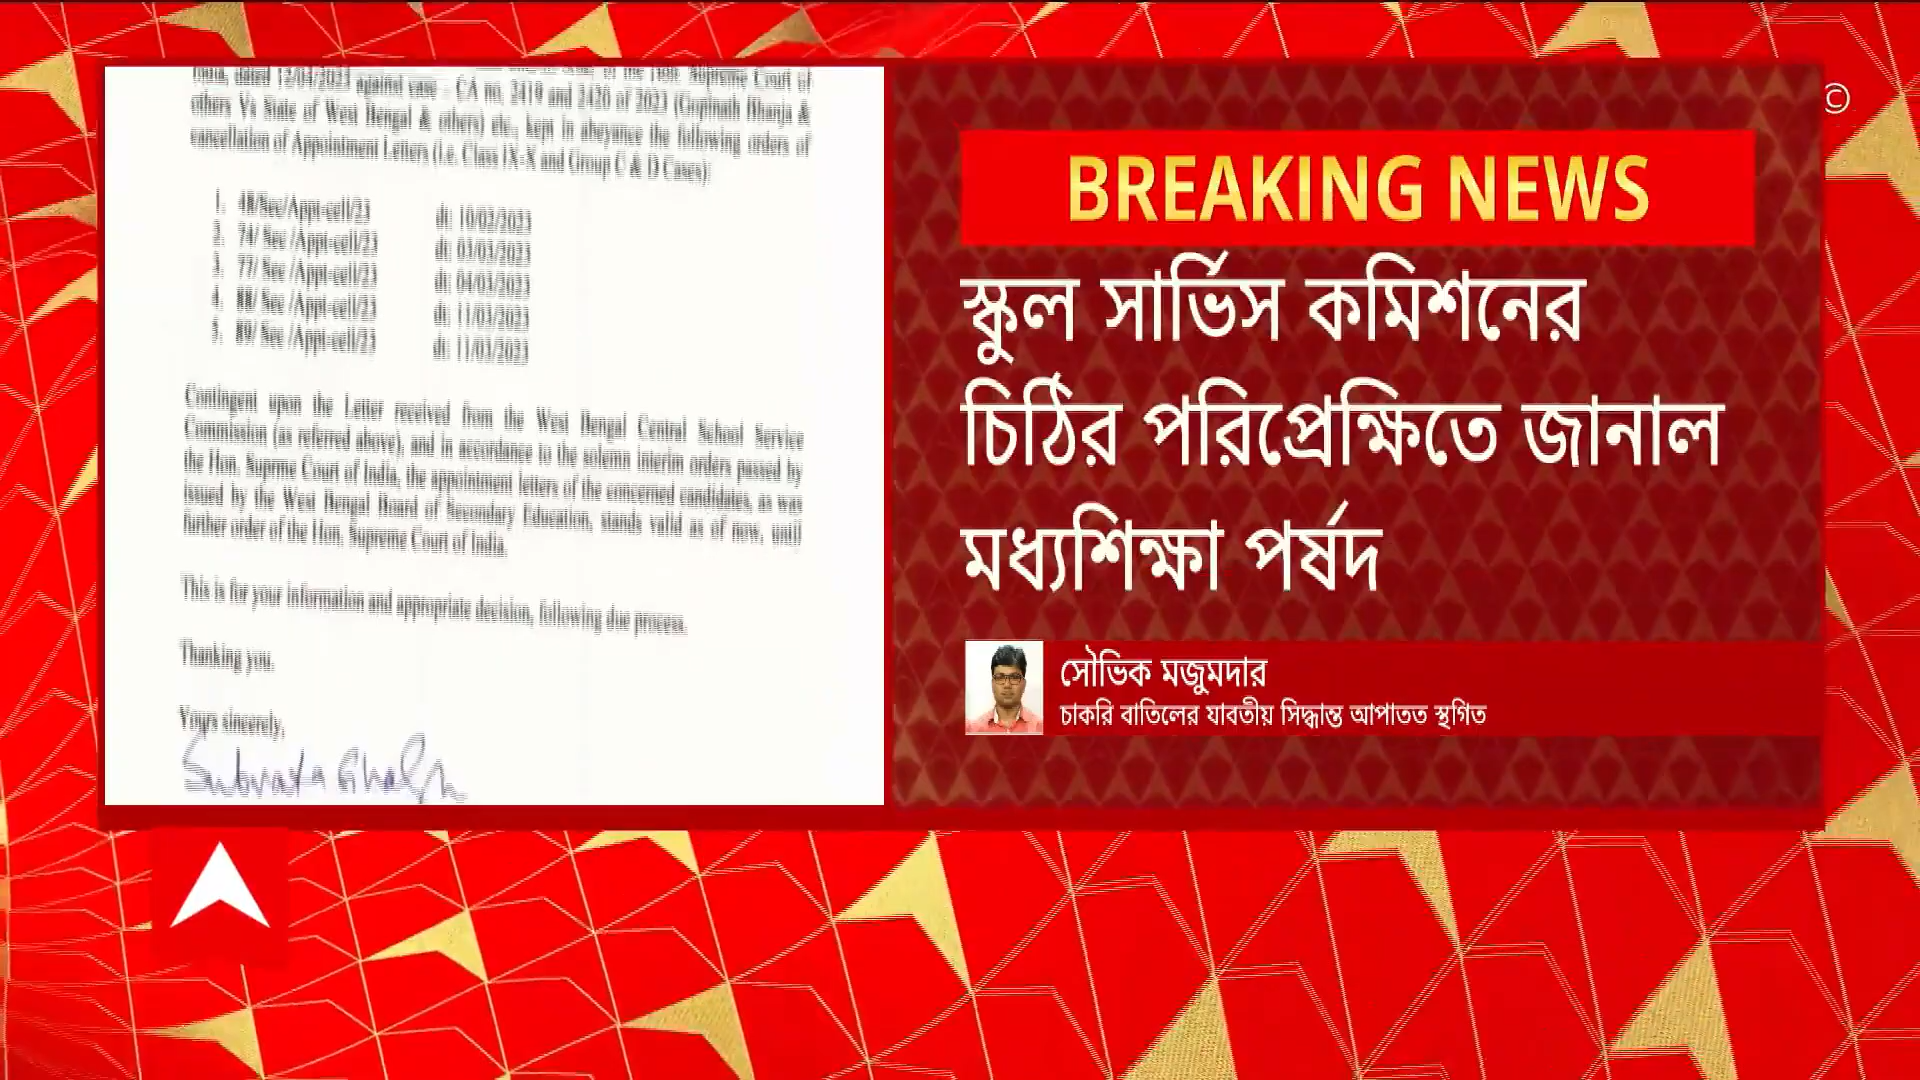 India, dated 12/04/2023 against case - CA no. 2419 and 2420 of 2023 (Gopinath Bhanja &
others Vs State of West Bengal & others) etc. kept in abeyance the following orders of
cancellation of Appointment Letters (i.e. Class IX-X and Group C & D Cases);
1. 48/Sec/Appt-cell/23 dt: 10/02/2023
2. 74/ Sec /Appt-cell/23 dt: 03/03/2023
3. 77/ Sec /Appt-cell/23 dt: 04/03/2023
4. 88/ Sec /Appt-cell/23 dt: 11/03/2023
5. 89/ Sec /Appt-cell/23 dt: 11/03/2023
Contingent upon the Letter received from the West Bengal Central School Service
Commission (as referred above), and in accordance to the solemn interim orders passed by
the Hon. Supreme Court of India, the appointment letters of the concerned candidates, as was
issued by the West Bengal Board of Secondary Education, stands valid as of now, until
further order of the Hon. Supreme Court of India.
This is for your information and appropriate decision, following due process.
Thanking you.
Yours sincerely,
©
BREAKING NEWS
স্কুল সার্ভিস কমিশনের
চিঠির পরিপ্রেক্ষিতে জানাল
মধ্যশিক্ষা পর্ষদ
সৌভিক মজুমদার
চাকরি বাতিলের যাবতীয় সিদ্ধান্ত আপাতত স্থগিত